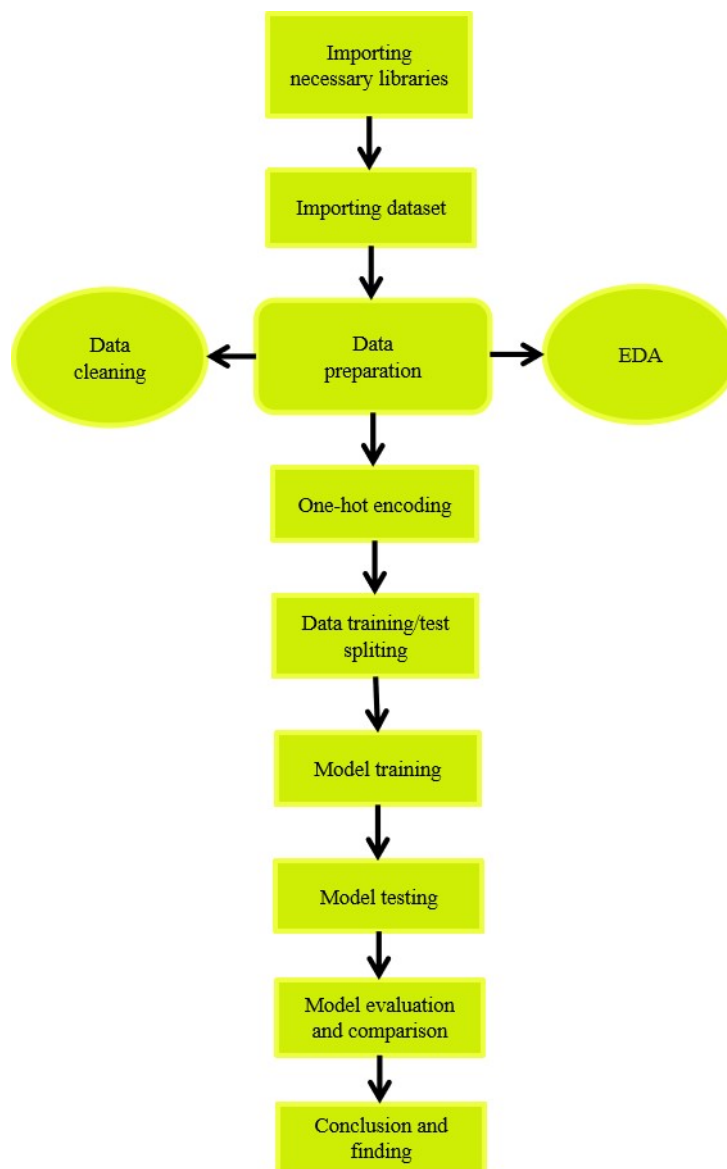 Importing
necessary libraries
Importing dataset
Data
cleaning
Data
preparation
EDA
One-hot encoding
Data training/test
spliting
Model training
Model testing
Model evaluation
and comparison
Conclusion and
finding